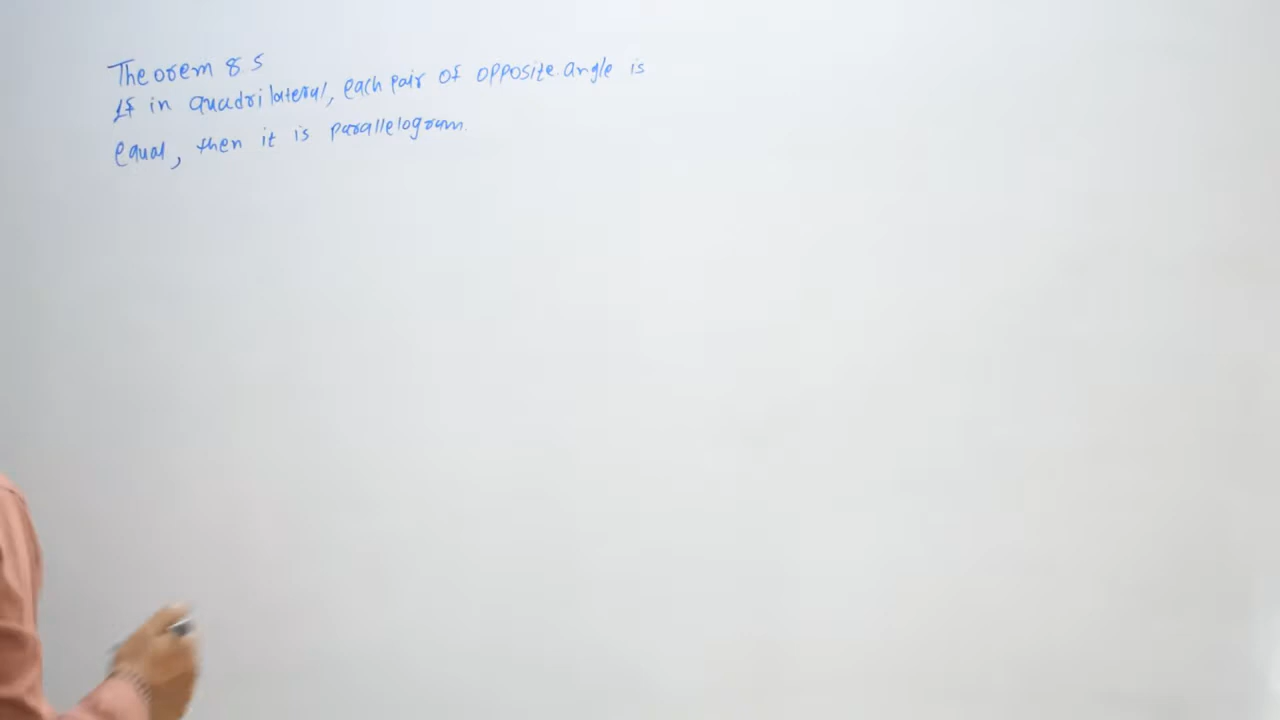 Theorem 8.5
If in quadrilateral, each pair of opposite angle is
equal, then it is parallelogram.